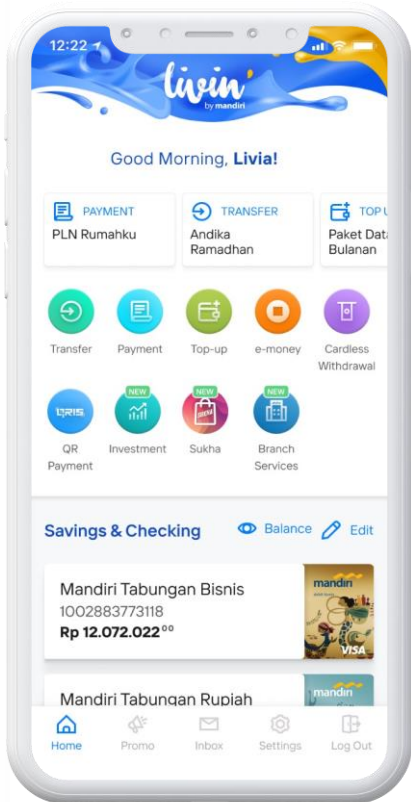 12:22
livin'
by mandiri
Good Morning, Livia!
PAYMENT
PLN Rumahku
TRANSFER
Andika
Ramadhan
TOP U
Paket Data
Bulanan
Transfer
Payment
Top-up
e-money
Cardless
Withdrawal
QRIS
QR
Payment
NEW
Investment
NEW
SUKHA
Sukha
NEW
Branch
Services
Savings & Checking
Balance
Edit
Mandiri Tabungan Bisnis
1002883773118
Rp 12.072.022⁰⁰
mandiri
VISA
Mandiri Tabungan Rupiah
mandiri
Home
Promo
Inbox
Settings
Log Out